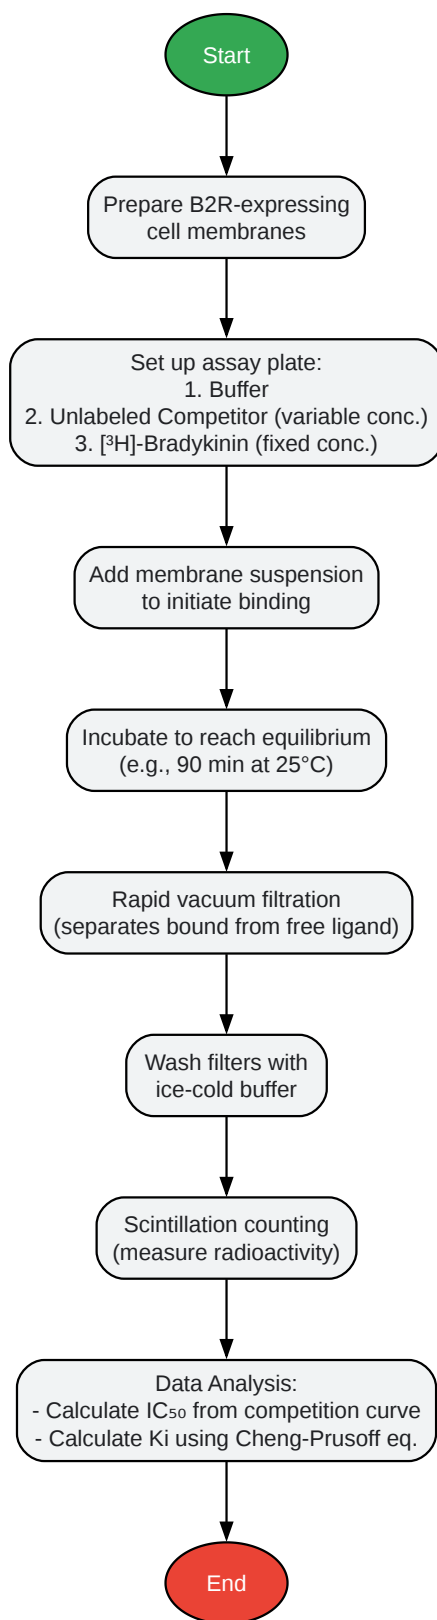 Start
Prepare B2R-expressing
cell membranes
Set up assay plate:
1. Buffer
2. Unlabeled Competitor (variable conc.)
3. [³H]-Bradykinin (fixed conc.)
Add membrane suspension
to initiate binding
Incubate to reach equilibrium
(e.g., 90 min at 25°C)
Rapid vacuum filtration
(separates bound from free ligand)
Wash filters with
ice-cold buffer
Scintillation counting
(measure radioactivity)
Data Analysis:
- Calculate IC₅₀ from competition curve
- Calculate Ki using Cheng-Prusoff eq.
End